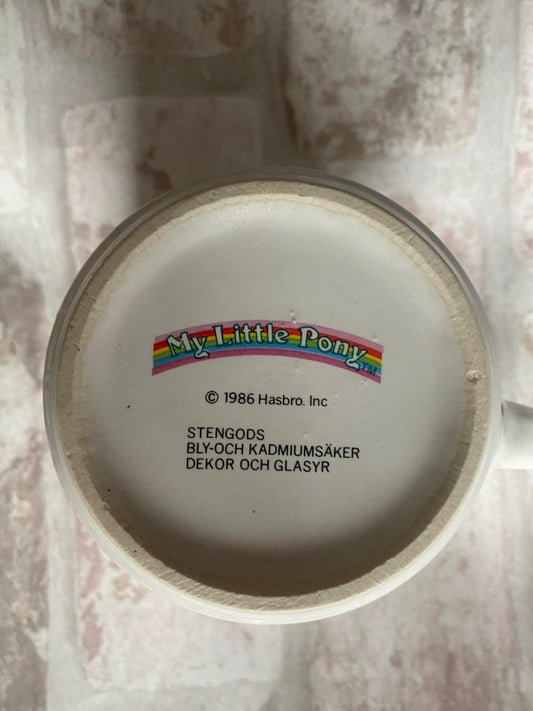 My Little Pony TM
© 1986 Hasbro. Inc
STENGODS
BLY-OCH KADMIUMSÄKER
DEKOR OCH GLASYR